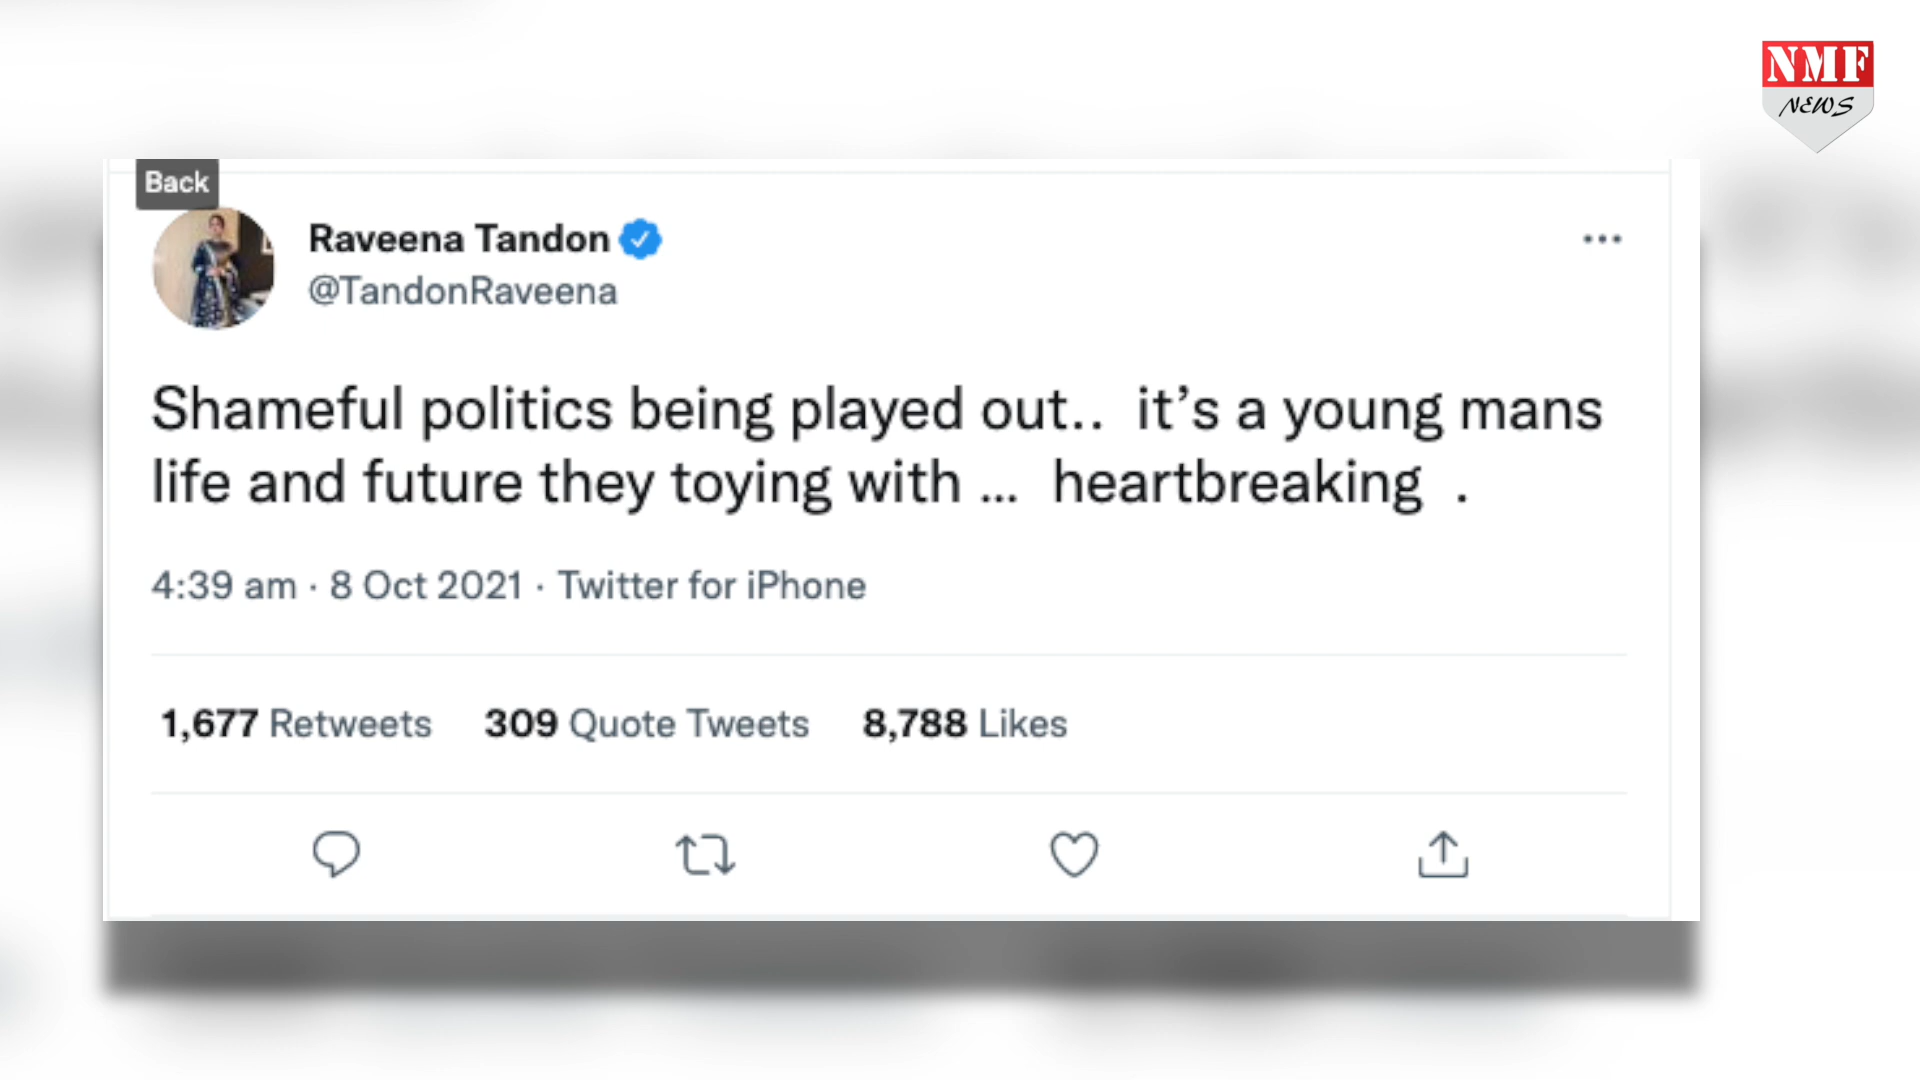 NMF
NEWS
Back
Raveena Tandon
@TandonRaveena
Shameful politics being played out..  it’s a young mans
life and future they toying with ...  heartbreaking  .
4:39 am · 8 Oct 2021 · Twitter for iPhone
1,677 Retweets 309 Quote Tweets 8,788 Likes